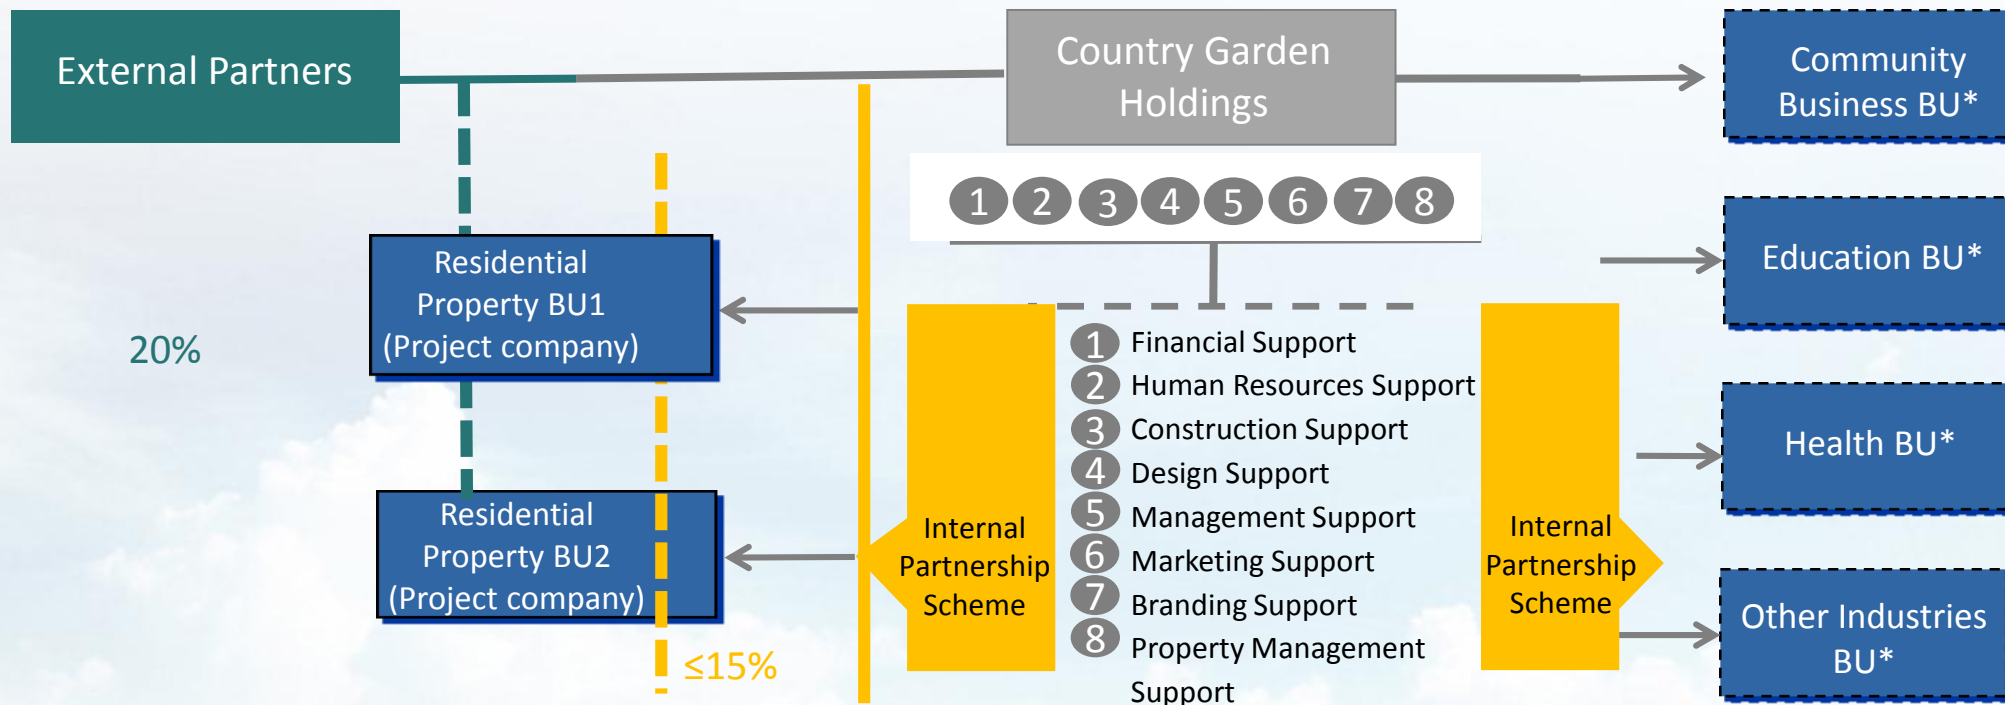 External Partners
Country Garden
Holdings
Community
Business BU*
1 2 3 4 5 6 7 8
Residential
Property BU1
(Project company)
Education BU*
20%
1 Financial Support
2 Human Resources Support
3 Construction Support
4 Design Support
5 Management Support
6 Marketing Support
7 Branding Support
8 Property Management
Support
Health BU*
Residential
Property BU2
(Project company)
Internal
Partnership
Scheme
Internal
Partnership
Scheme
Other Industries
BU*
≤15%